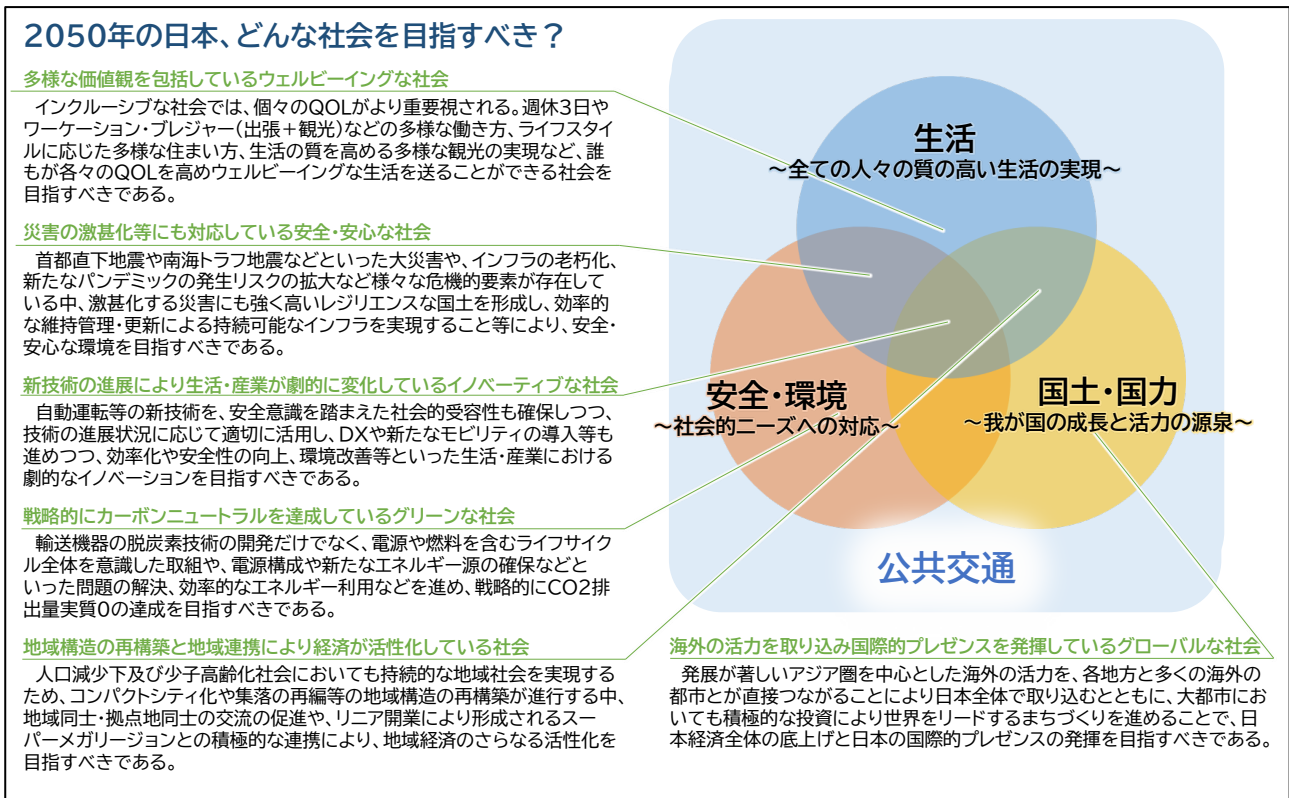 2050年の日本、どんな社会を目指すべき？
多様な価値観を包括しているウェルビーイングな社会
インクルーシブな社会では、個々のQOLがより重要視される。週休3日や
ワーケーション・ブレジャー（出張＋観光）などの多様な働き方、ライフスタイ
ルに応じた多様な住まい方、生活の質を高める多様な観光の実現など、誰
もが各々のQOLを高めウェルビーイングな生活を送ることができる社会を
目指すべきである。
災害の激甚化等にも対応している安全・安心な社会
首都直下地震や南海トラフ地震などといった大災害や、インフラの老朽化、
新たなパンデミックの発生リスクの拡大など様々な危機的要素が存在して
いる中、激甚化する災害にも強く高いレジリエンスな国土を形成し、効率的
な維持管理・更新による持続可能なインフラを実現すること等により、安全・
安心な環境を目指すべきである。
新技術の進展により生活・産業が劇的に変化しているイノベーティブな社会
自動運転等の新技術を、安全意識を踏まえた社会的受容性も確保しつつ、
技術の進展状況に応じて適切に活用し、DXや新たなモビリティの導入等も
進めつつ、効率化や安全性の向上、環境改善等といった生活・産業における
劇的なイノベーションを目指すべきである。
戦略的にカーボンニュートラルを達成しているグリーンな社会
輸送機器の脱炭素技術の開発だけでなく、電源や燃料を含むライフサイク
ル全体を意識した取組や、電源構成や新たなエネルギー源の確保などと
いった問題の解決、効率的なエネルギー利用などを進め、戦略的にCO2排
出量実質0の達成を目指すべきである。
地域構造の再構築と地域連携により経済が活性化している社会
人口減少下及び少子高齢化社会においても持続的な地域社会を実現する
ため、コンパクトシティ化や集落の再編等の地域構造の再構築が進行する中、
地域同士・拠点地同士の交流の促進や、リニア開業により形成されるスー
パーメガリージョンとの積極的な連携により、地域経済のさらなる活性化を
目指すべきである。
生活
～全ての人々の質の高い生活の実現～
安全・環境
～社会的ニーズへの対応～
国土・国力
～我が国の成長と活力の源泉～
公共交通
海外の活力を取り込み国際的プレゼンスを発揮しているグローバルな社会
発展が著しいアジア圏を中心とした海外の活力を、各地方と多くの海外の
都市とが直接つながることにより日本全体で取り込むとともに、大都市にお
いても積極的な投資により世界をリードするまちづくりを進めることで、日
本経済全体の底上げと日本の国際的プレゼンスの発揮を目指すべきである。